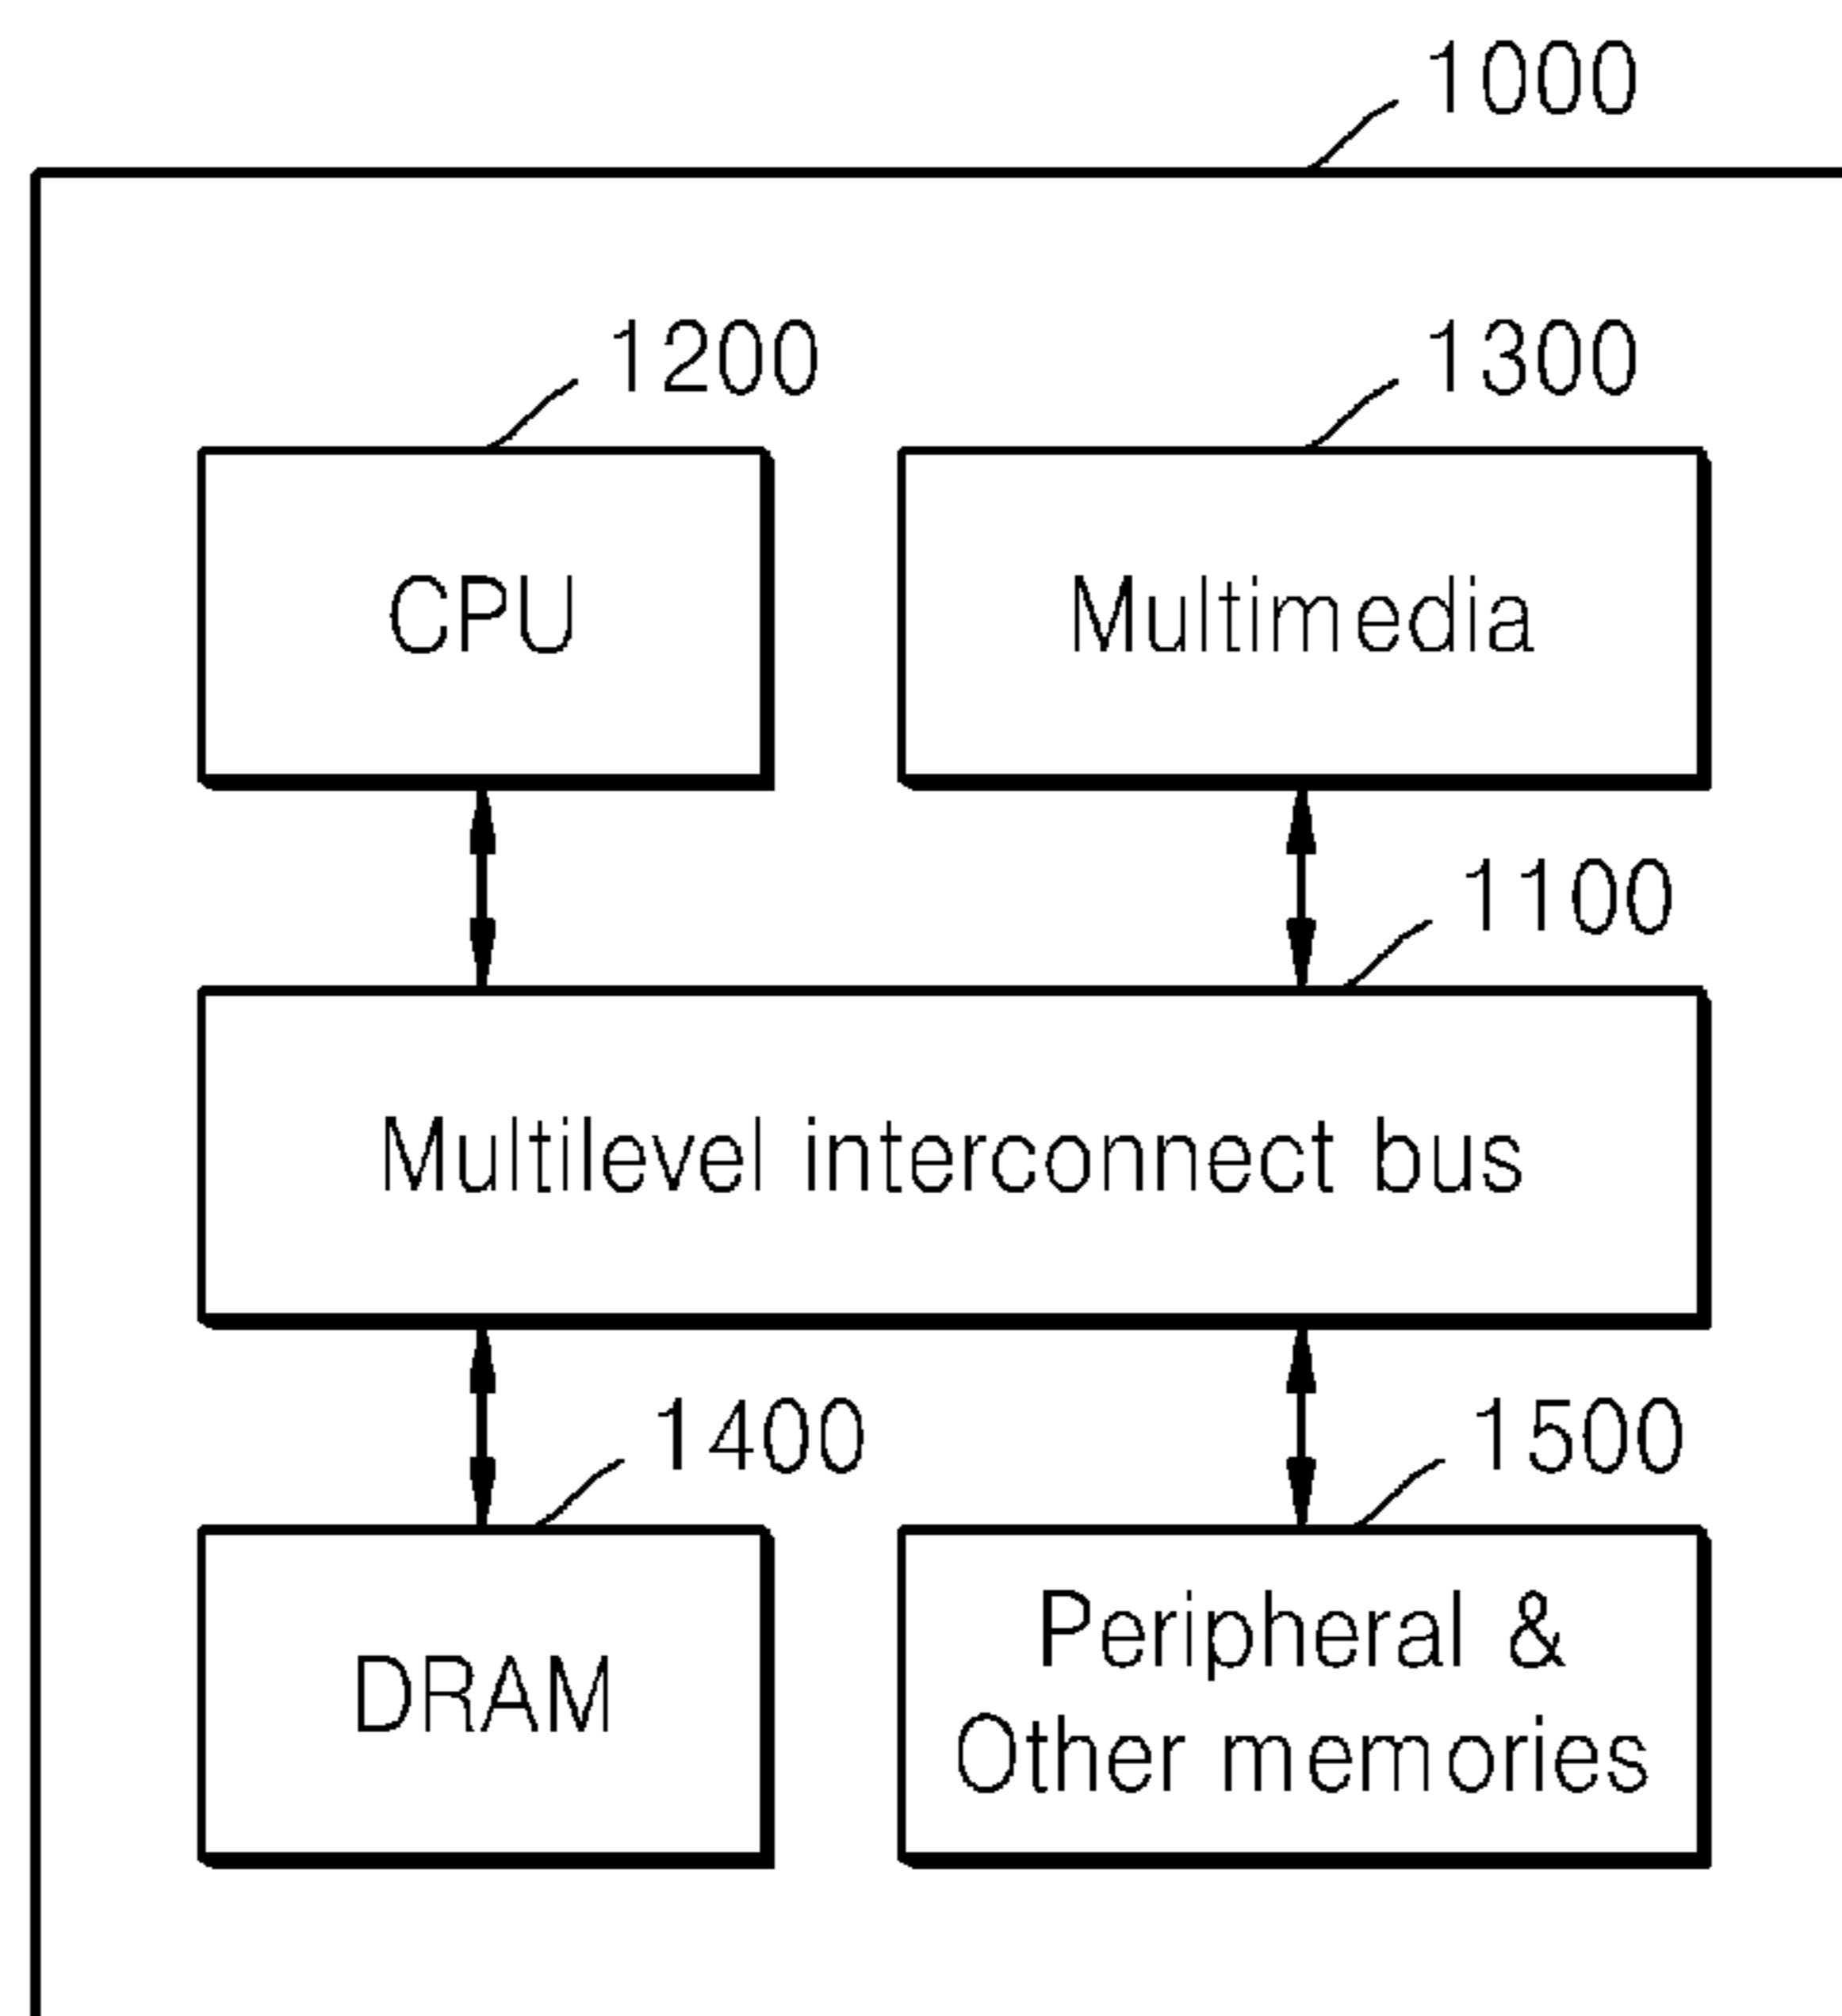 1000
1200
1300
CPU
Multimedia
1100
Multilevel interconnect bus
1400
1500
DRAM
Peripheral &
Other memories